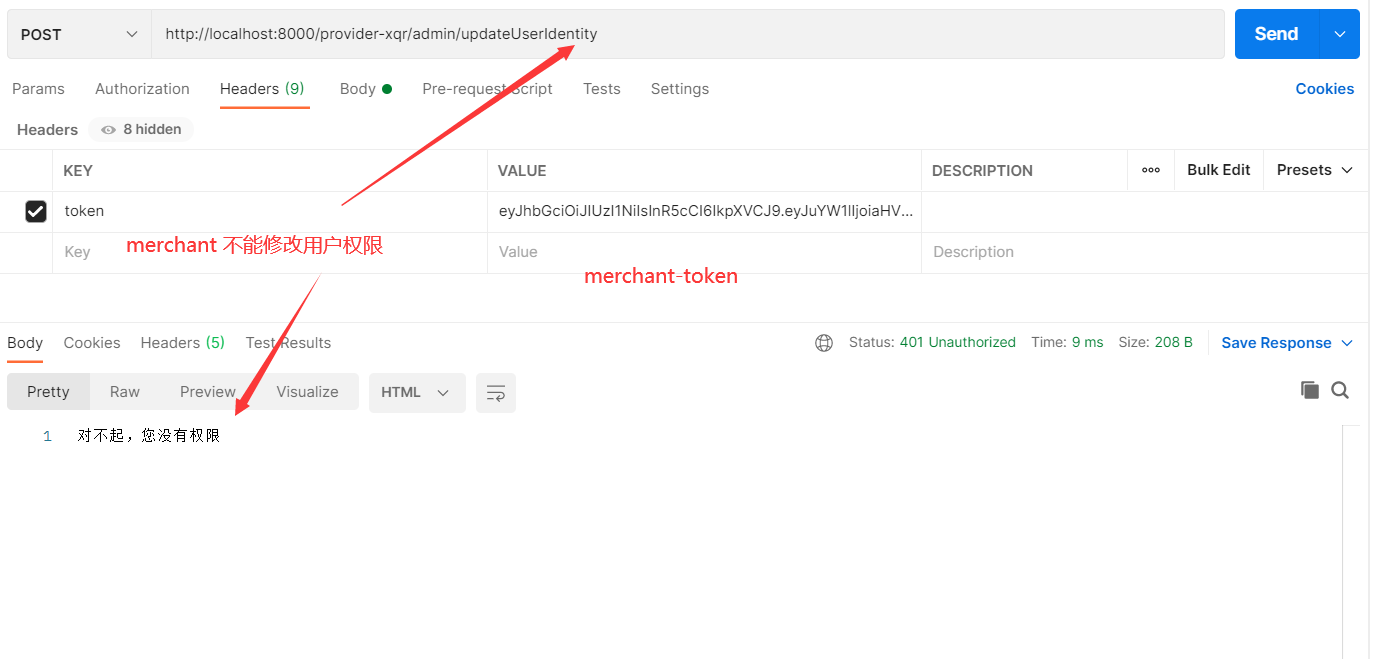 POST http://localhost:8000/provider-xqr/admin/updateUserIdentity Send
Params Authorization Headers (9) Body Pre-request Script Tests Settings Cookies
Headers 8 hidden
KEY VALUE DESCRIPTION ooo Bulk Edit Presets
token eyJhbGciOiJIUzI1NiIsInR5cCI6IkpXVCJ9.eyJuYW1lIjoiaHV...
Key Value Description
merchant 不能修改用户权限
merchant-token
Body Cookies Headers (5) Test Results Status: 401 Unauthorized Time: 9 ms Size: 208 B Save Response
Pretty Raw Preview Visualize HTML
1 对不起，您没有权限